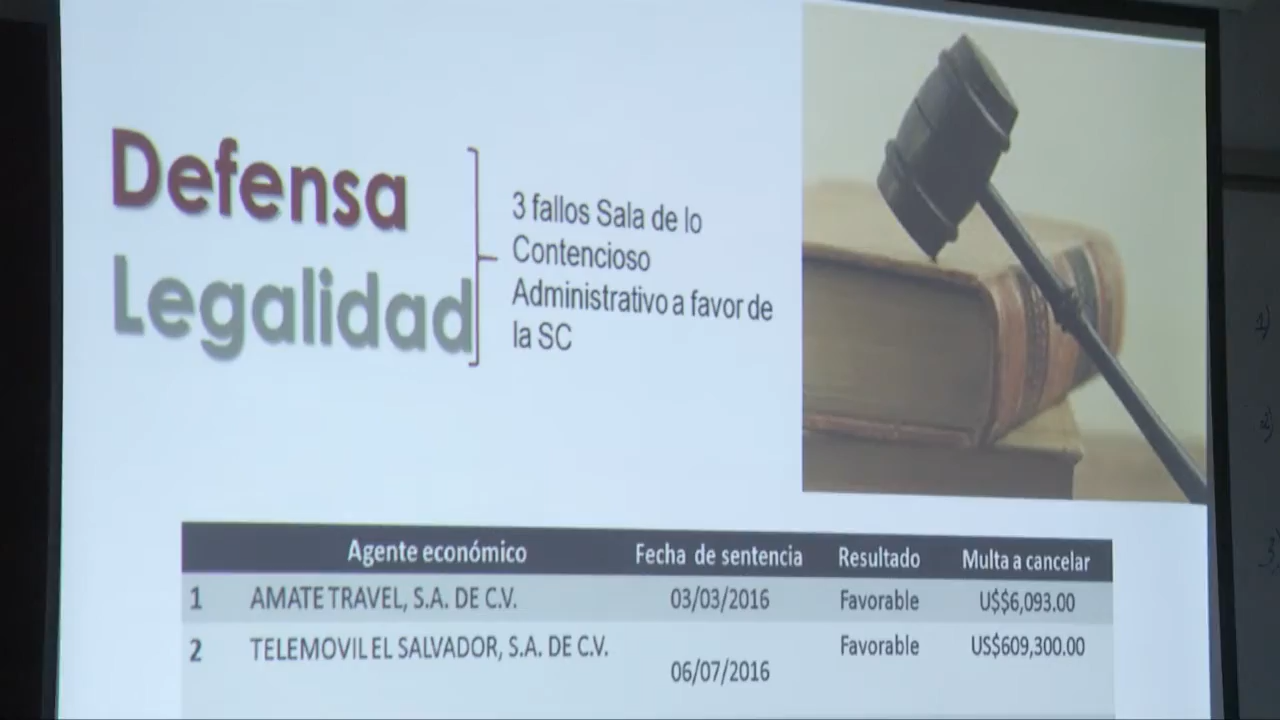 Defensa
Legalidad
3 fallos Sala de lo
Contencioso
Administrativo a favor de
la SC
Agente económico Fecha de sentencia Resultado Multa a cancelar
1 AMATE TRAVEL, S.A. DE C.V. 03/03/2016 Favorable U$$6,093.00
2 TELEMOVIL EL SALVADOR, S.A. DE C.V. 06/07/2016 Favorable US$609,300.00